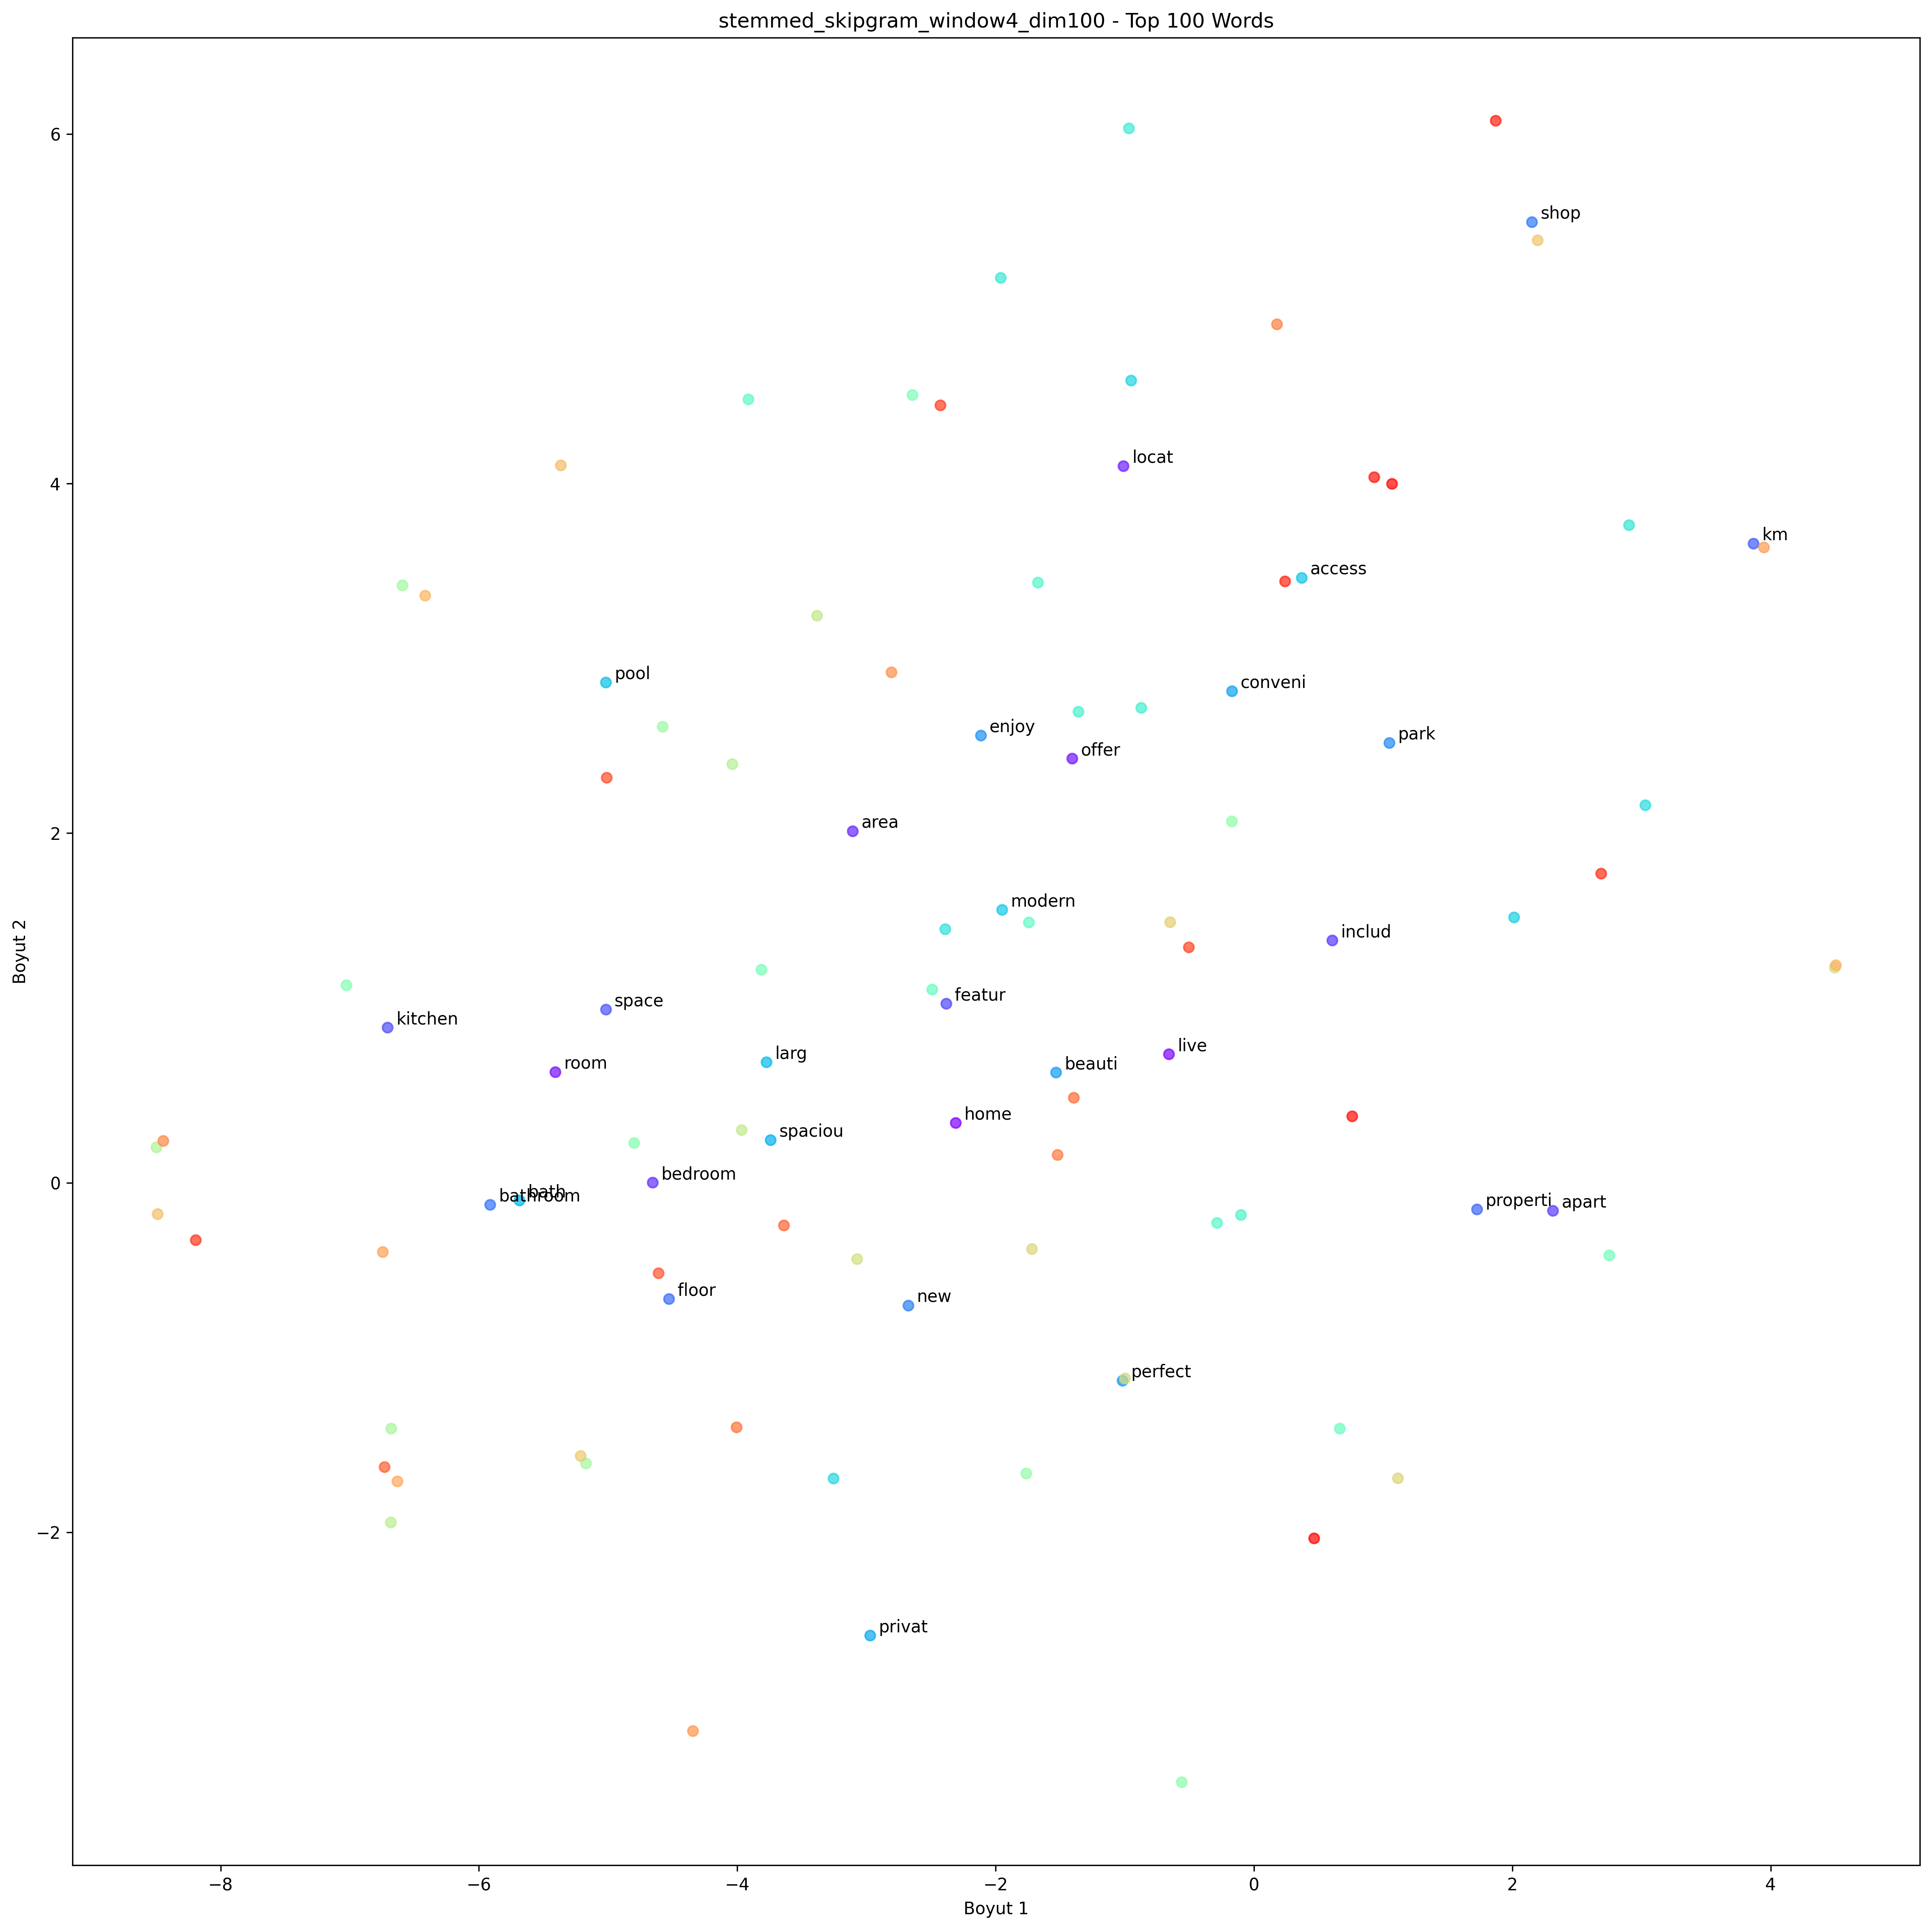 stemmed_skipgram_window4_dim100 - Top 100 Words
6
shop
locat
4
km
access
pool
conveni
enjoy
park
offer
area
2
modern
includ
featur
space
kitchen
live
larg
room
beauti
home
spaciou
bedroom
0
bath
bathroom
properti
apart
floor
new
perfect
−2
privat
Boyut 2
−8
−6
−4
−2
0
2
4
Boyut 1